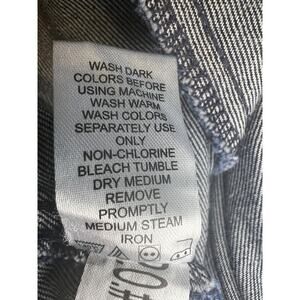 WASH DARK
COLORS BEFORE
USING MACHINE
WASH WARM
WASH COLORS
SEPARATELY USE
ONLY
NON-CHLORINE
BLEACH TUMBLE
DRY MEDIUM
REMOVE
PROMPTLY
MEDIUM STEAM
IRON